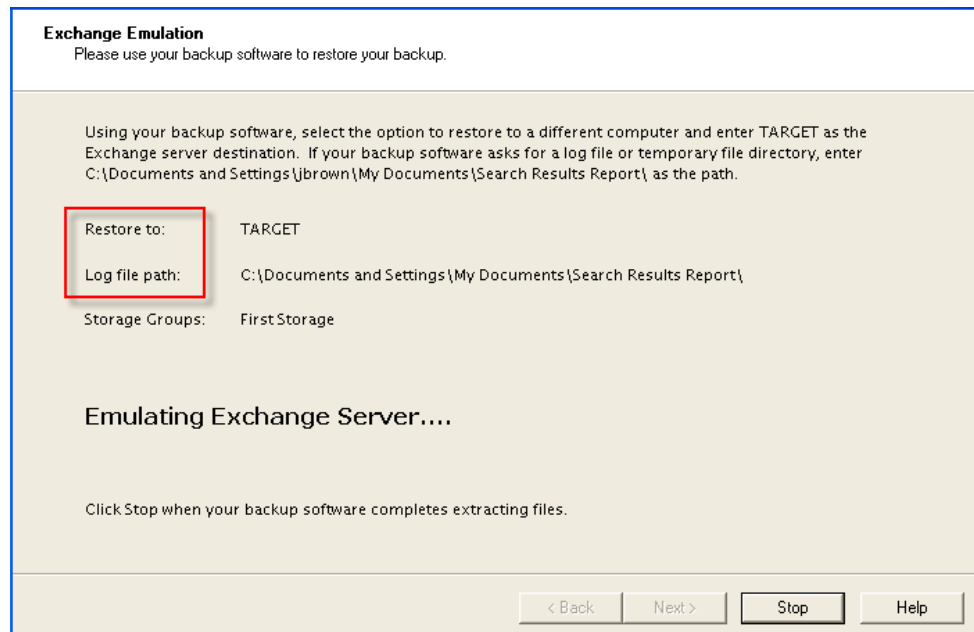 Exchange Emulation
Please use your backup software to restore your backup.
Using your backup software, select the option to restore to a different computer and enter TARGET as the
Exchange server destination. If your backup software asks for a log file or temporary file directory, enter
C:\Documents and Settings\jbrown\My Documents\Search Results Report\ as the path.
Restore to: TARGET
Log file path: C:\Documents and Settings\My Documents\Search Results Report\
Storage Groups: First Storage
Emulating Exchange Server....
Click Stop when your backup software completes extracting files.
< Back Next > Stop Help